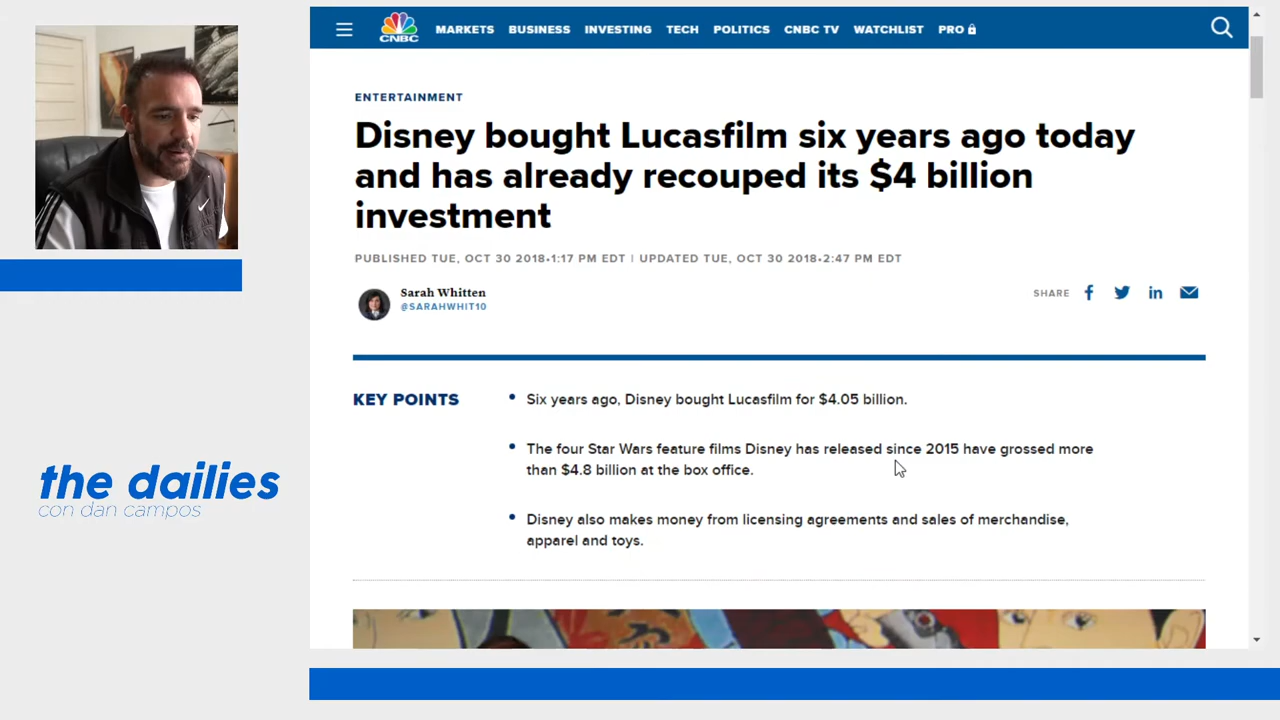 CNBC
MARKETS BUSINESS INVESTING TECH POLITICS CNBC TV WATCHLIST PRO
ENTERTAINMENT
Disney bought Lucasfilm six years ago today
and has already recouped its $4 billion
investment
PUBLISHED TUE, OCT 30 2018•1:17 PM EDT | UPDATED TUE, OCT 30 2018•2:47 PM EDT
Sarah Whitten
@SARAHWHIT10
SHARE
KEY POINTS
• Six years ago, Disney bought Lucasfilm for $4.05 billion.
• The four Star Wars feature films Disney has released since 2015 have grossed more
than $4.8 billion at the box office.
• Disney also makes money from licensing agreements and sales of merchandise,
apparel and toys.
the dailies
con dan campos